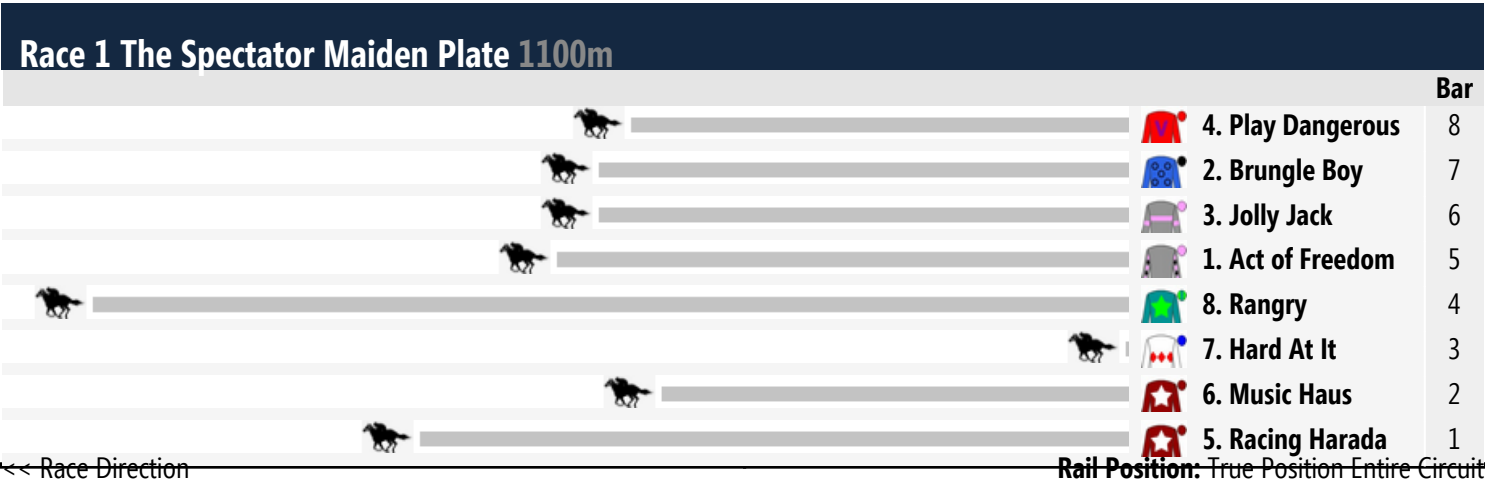 Race 1 The Spectator Maiden Plate 1100m
Bar
4. Play Dangerous 8
2. Brungle Boy 7
3. Jolly Jack 6
1. Act of Freedom 5
8. Rangry 4
7. Hard At It 3
6. Music Haus 2
5. Racing Harada 1
<< Race Direction Rail Position: True Position Entire Circuit